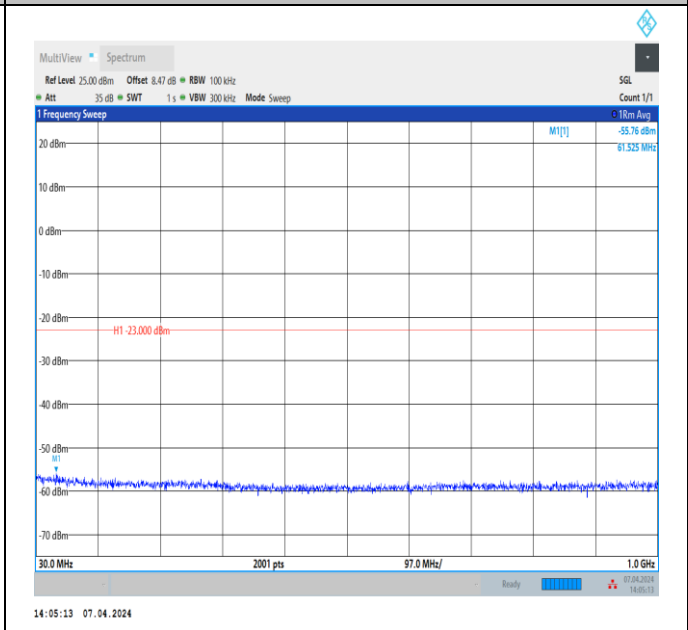 MultiView Spectrum
Ref Level 25.00 dBm Offset 8.47 dB RBW 100 kHz SGL
Att 35 dB SWT 1 s VBW 300 kHz Mode Sweep Count 1/1
1 Frequency Sweep 1Rm Avg
M1[1] -55.76 dBm
61.525 MHz
20 dBm
10 dBm
0 dBm
-10 dBm
-20 dBm
H1 -23.000 dBm
-30 dBm
-40 dBm
-50 dBm
M1
-60 dBm
-70 dBm
30.0 MHz 2001 pts 97.0 MHz/ 1.0 GHz
Ready 07.04.2024
14:05:13
14:05:13 07.04.2024